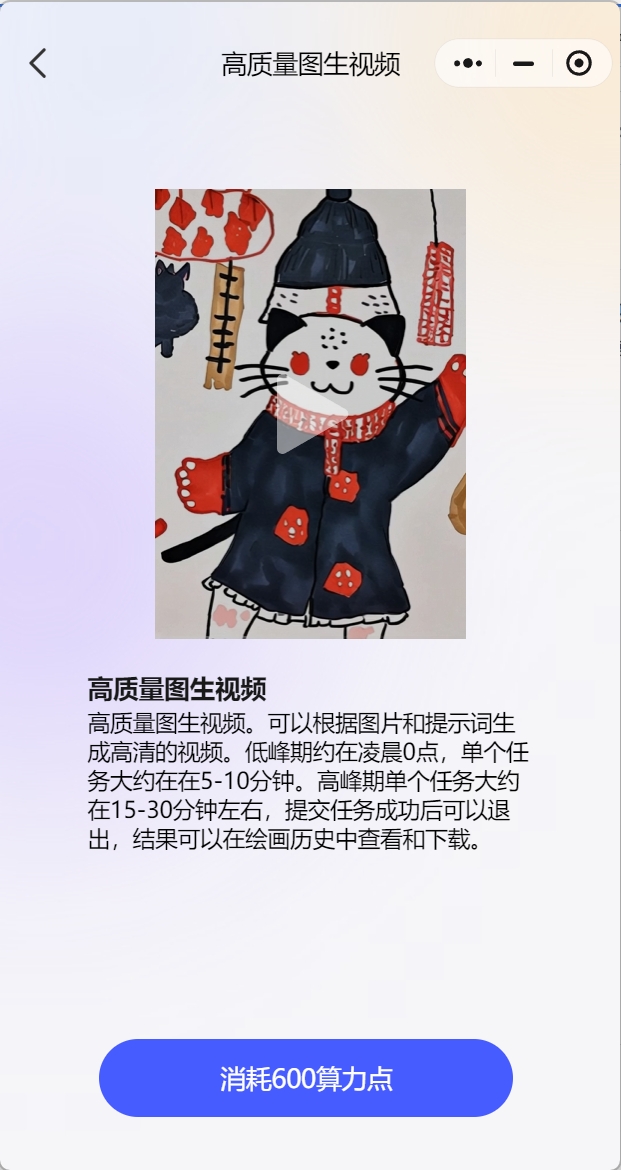 高质量图生视频
高质量图生视频
高质量图生视频。可以根据图片和提示词生
成高清的视频。低峰期约在凌晨0点，单个任
务大约在在5-10分钟。高峰期单个任务大约
在15-30分钟左右，提交任务成功后可以退
出，结果可以在绘画历史中查看和下载。
消耗600算力点